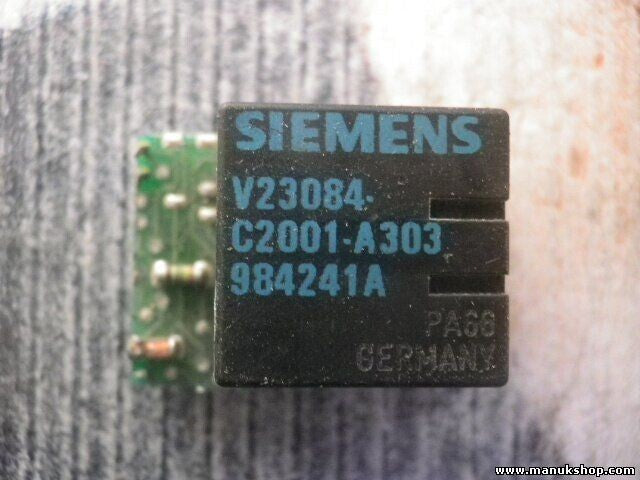 SIEMENS
V23084-
C2001-A303
984241A
PA66
GERMANY
www.manukshop.com